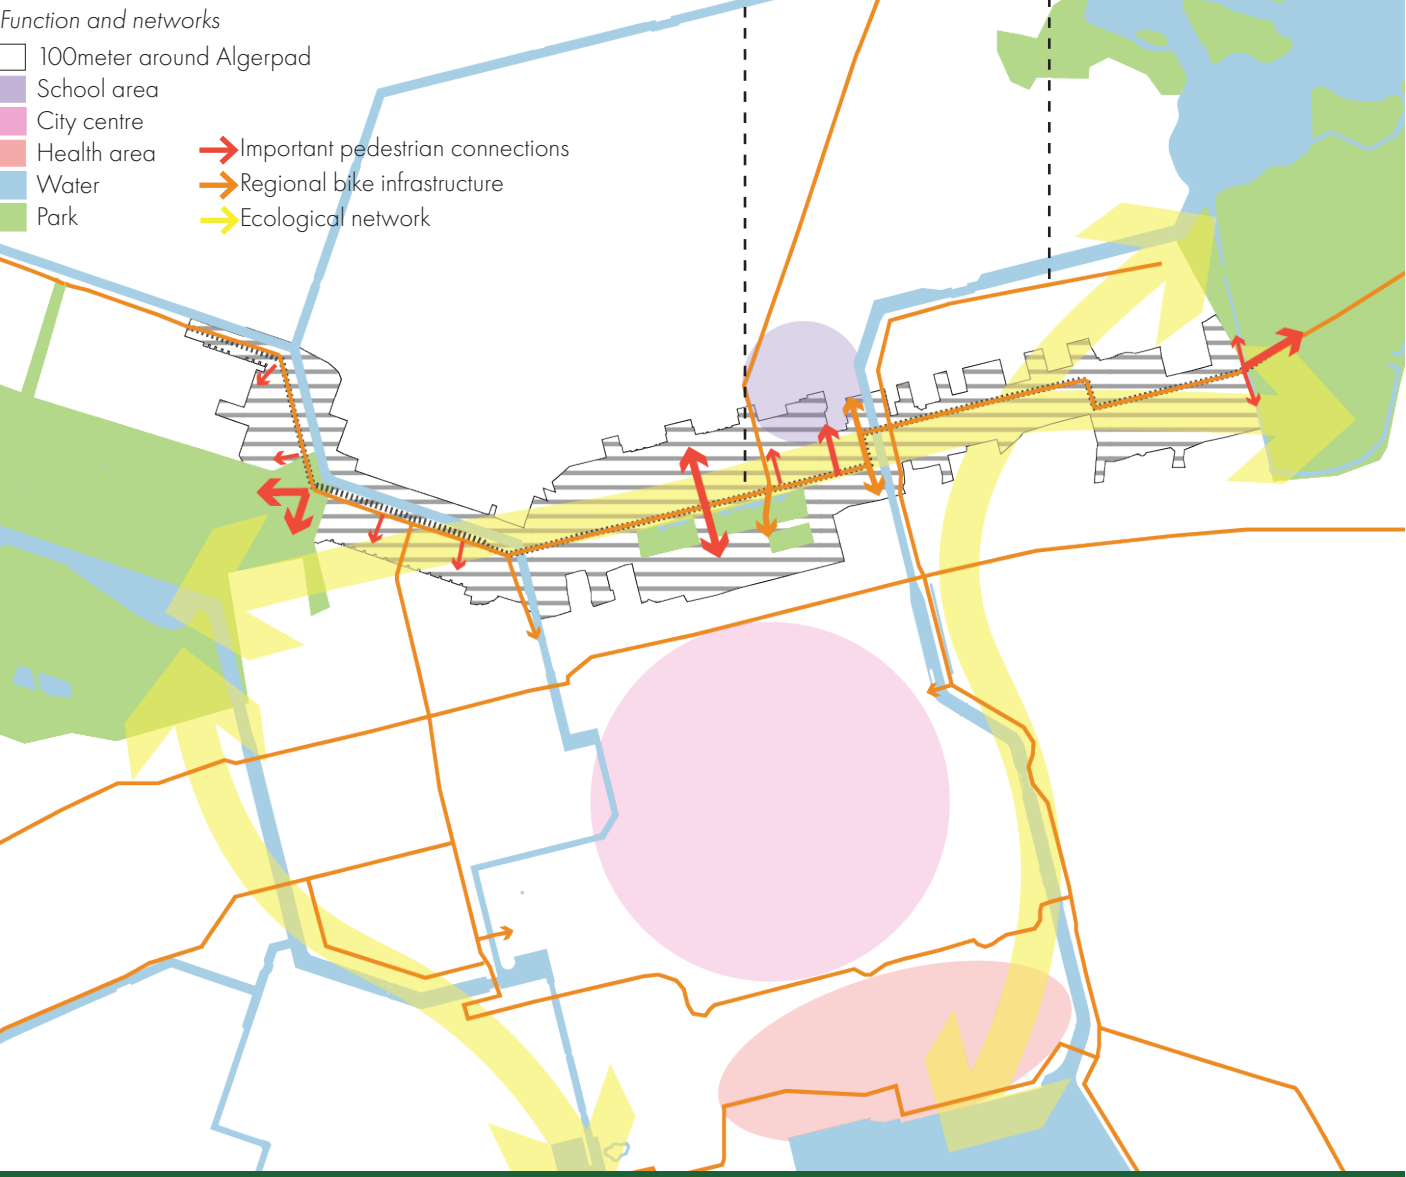 Function and networks
100meter around Algerpad
School area
City centre
Health area
Water
Park
Important pedestrian connections
Regional bike infrastructure
Ecological network